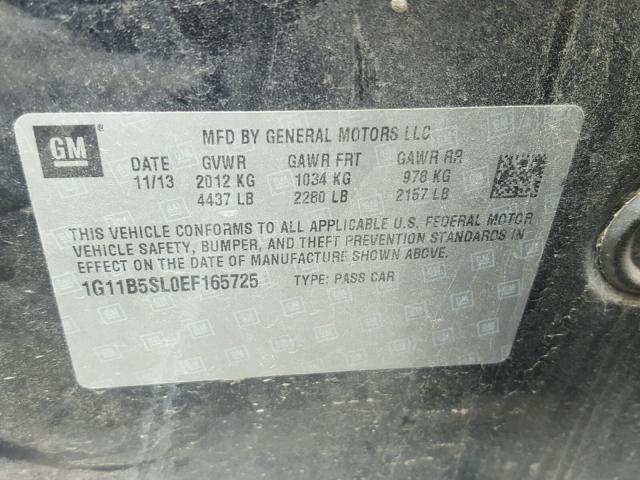 GM
MFD BY GENERAL MOTORS LLC
DATE GVWR GAWR FRT GAWR RR
11/13 2012 KG 1034 KG 978 KG
4437 LB 2280 LB 2157 LB
THIS VEHICLE CONFORMS TO ALL APPLICABLE U.S. FEDERAL MOTOR
VEHICLE SAFETY, BUMPER, AND THEFT PREVENTION STANDARDS IN
EFFECT ON THE DATE OF MANUFACTURE SHOWN ABOVE.
1G11B5SL0EF165725 TYPE: PASS CAR